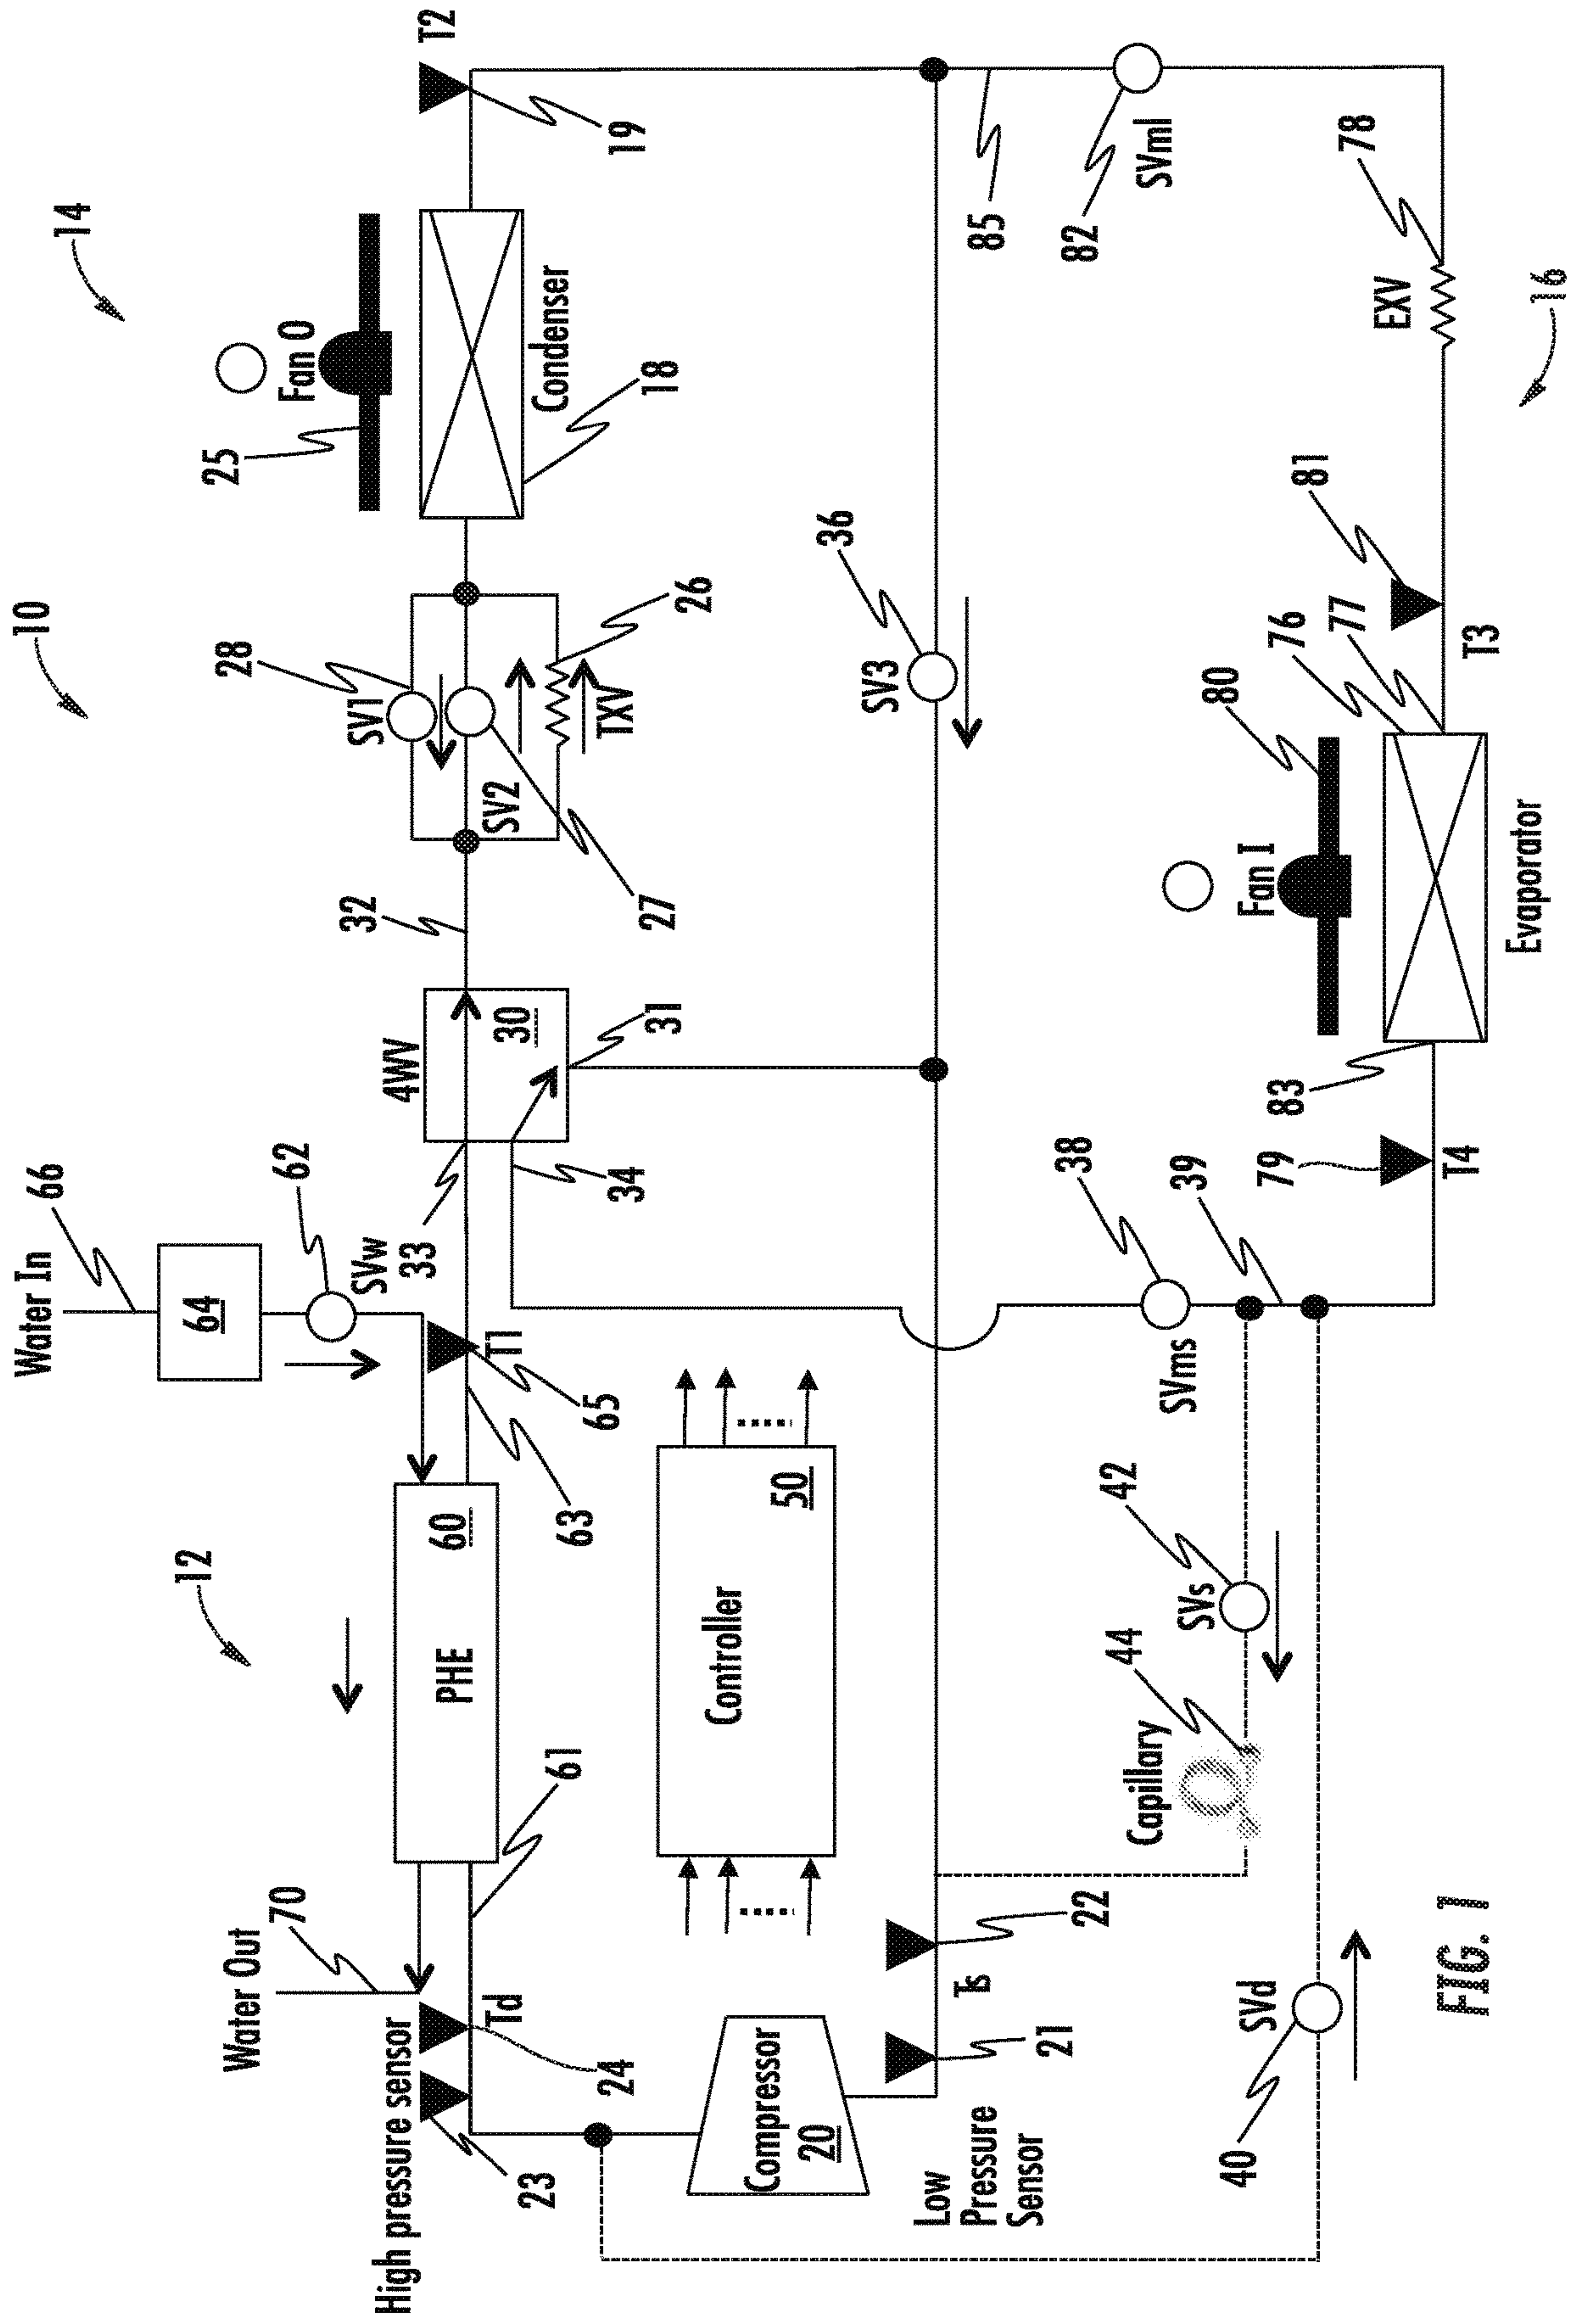 10
12
14
16
Water In
66
64
62
SVw
33
4WV
30
31
32
34
SV1
28
SV2
27
TXV
26
25
Fan O
Condenser
18
T2
19
Water Out
70
High pressure sensor
23
Td
24
61
PHE
60
63
T1
65
Controller
50
SV3
36
85
82
SVml
78
EXV
81
T3
77
76
80
Fan I
Evaporator
83
79
T4
39
38
SVms
42
SVs
44
Capillary
22
Ts
21
Low
Pressure
Sensor
Compressor
20
SVd
40
FIG. 1